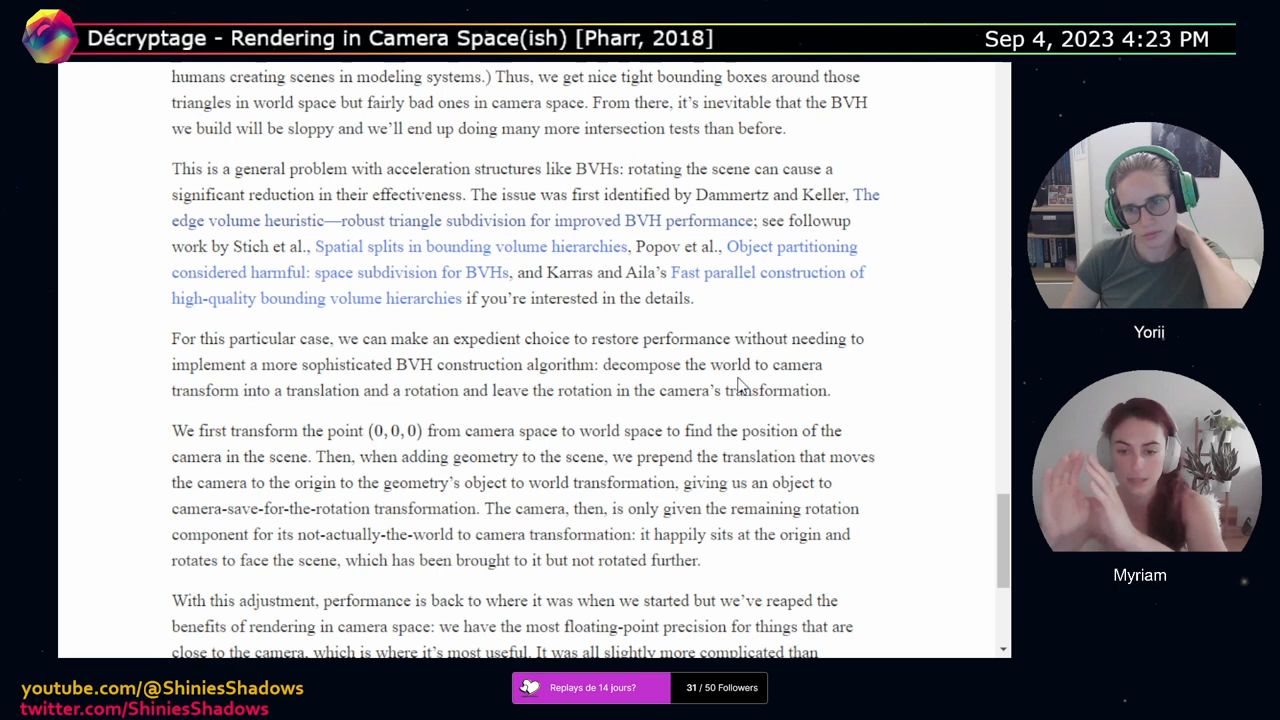 Décryptage - Rendering in Camera Space(ish) [Pharr, 2018]
Sep 4, 2023 4:23 PM
humans creating scenes in modeling systems.) Thus, we get nice tight bounding boxes around those
triangles in world space but fairly bad ones in camera space. From there, it's inevitable that the BVH
we build will be sloppy and we'll end up doing many more intersection tests than before.
This is a general problem with acceleration structures like BVHs: rotating the scene can cause a
significant reduction in their effectiveness. The issue was first identified by Dammertz and Keller, The
edge volume heuristic—robust triangle subdivision for improved BVH performance; see followup
work by Stich et al., Spatial splits in bounding volume hierarchies, Popov et al., Object partitioning
considered harmful: space subdivision for BVHs, and Karras and Aila's Fast parallel construction of
high-quality bounding volume hierarchies if you're interested in the details.
For this particular case, we can make an expedient choice to restore performance without needing to
implement a more sophisticated BVH construction algorithm: decompose the world to camera
transform into a translation and a rotation and leave the rotation in the camera's transformation.
We first transform the point (0, 0, 0) from camera space to world space to find the position of the
camera in the scene. Then, when adding geometry to the scene, we prepend the translation that moves
the camera to the origin to the geometry's object to world transformation, giving us an object to
camera-save-for-the-rotation transformation. The camera, then, is only given the remaining rotation
component for its not-actually-the-world to camera transformation: it happily sits at the origin and
rotates to face the scene, which has been brought to it but not rotated further.
With this adjustment, performance is back to where it was when we started but we've reaped the
benefits of rendering in camera space: we have the most floating-point precision for things that are
close to the camera, which is where it's most useful. It was all slightly more complicated than
Yorii
Myriam
youtube.com/@ShiniesShadows
twitter.com/ShiniesShadows
Replays de 14 jours?
31 / 50 Followers